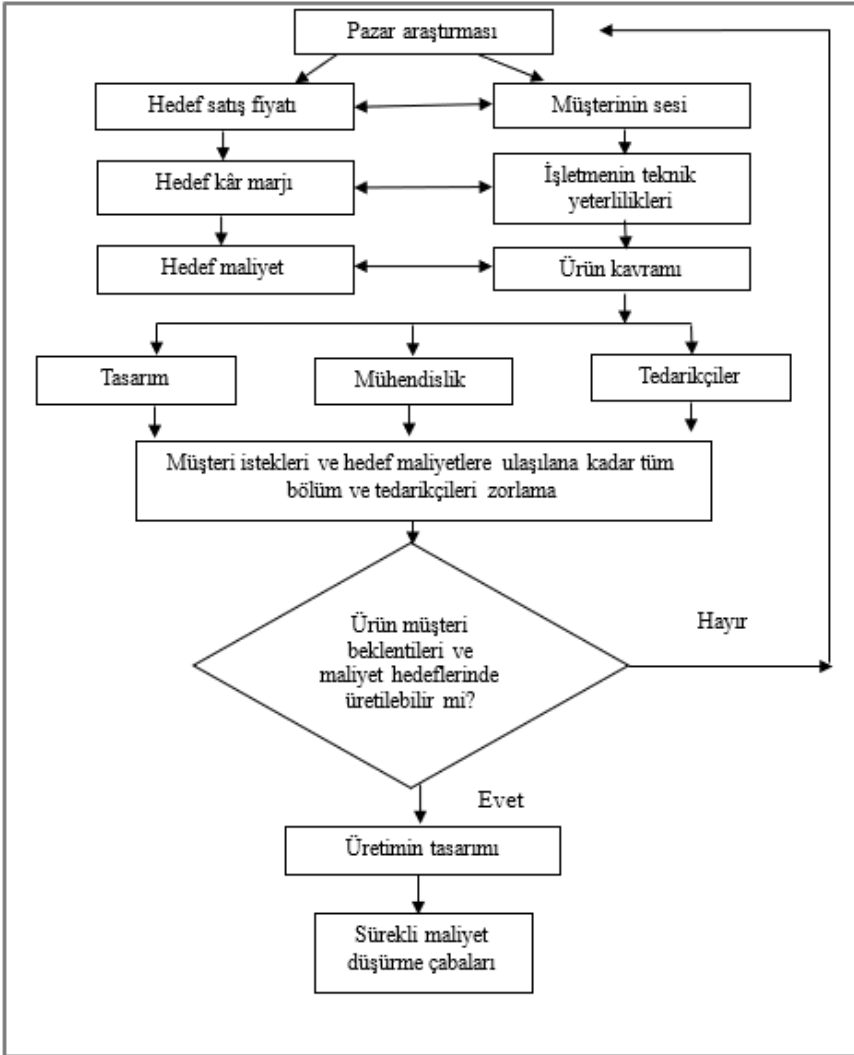 Pazar araştırması
Hedef satış fiyatı
Müşterinin sesi
Hedef kâr marjı
İşletmenin teknik
yeterlilikleri
Hedef maliyet
Ürün kavramı
Tasarım
Mühendislik
Tedarikçiler
Müşteri istekleri ve hedef maliyetlere ulaşılana kadar tüm
bölüm ve tedarikçileri zorlama
Ürün müşteri
beklentileri ve
maliyet hedeflerinde
üretilebilir mi?
Hayır
Evet
Üretimin tasarımı
Sürekli maliyet
düşürme çabaları